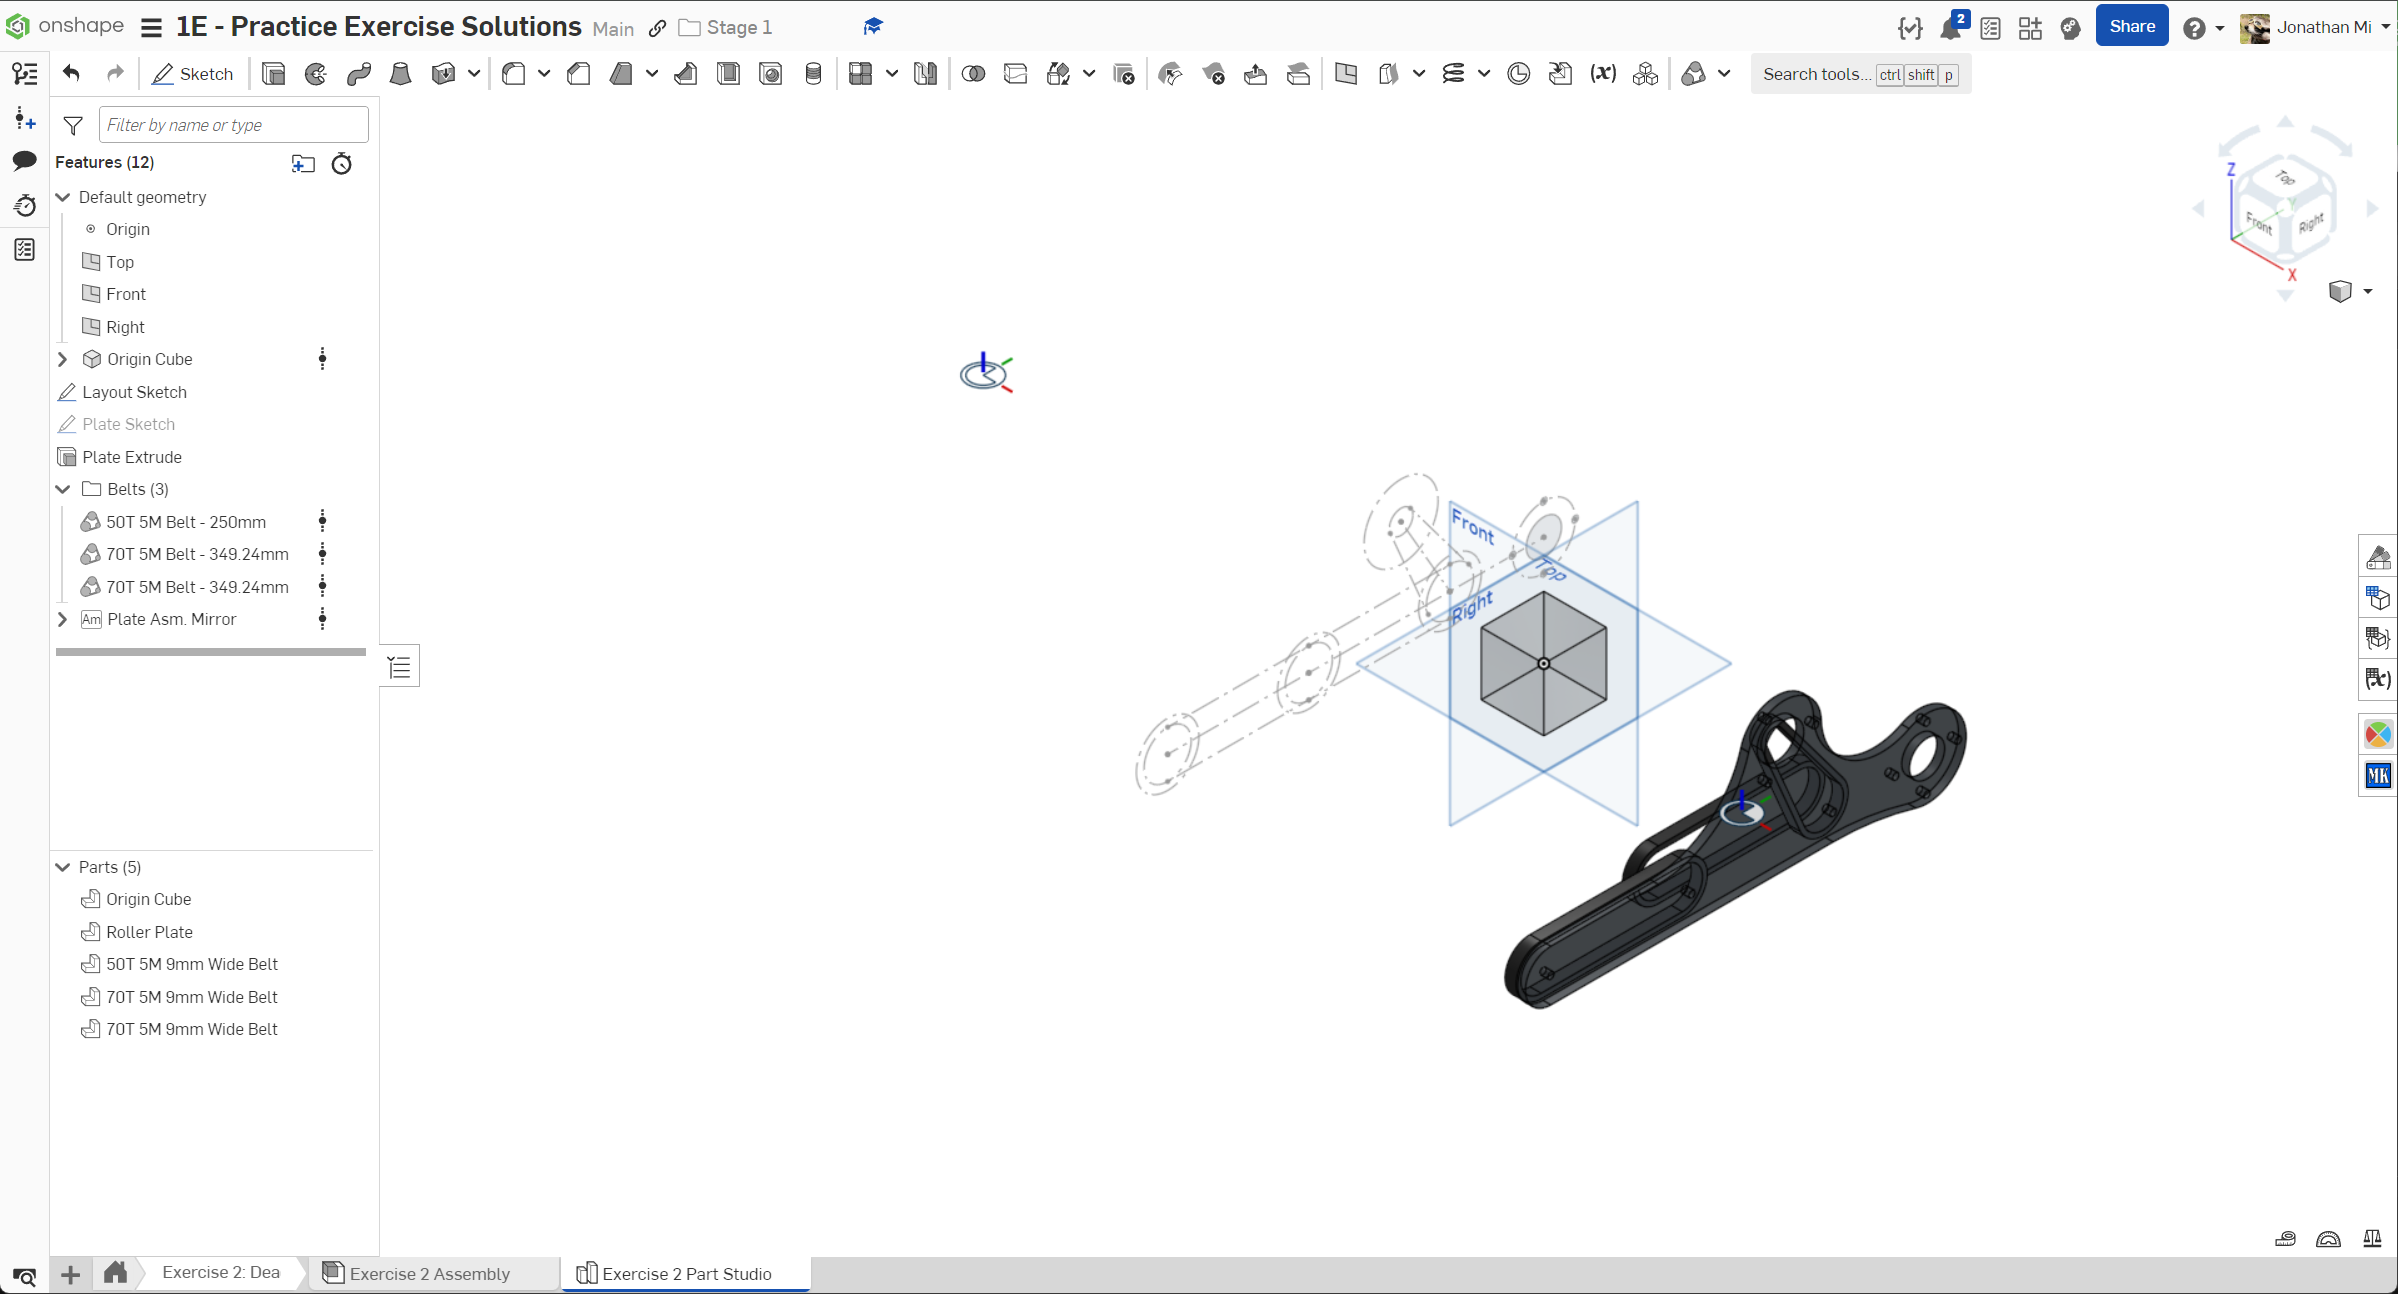 onshape
1E - Practice Exercise Solutions Main Stage 1
2
Share
Jonathan Mi
Sketch
(x)
Search tools... ctrl shift p
Filter by name or type
Features (12)
Default geometry
Origin
Top
Front
Right
Origin Cube
Layout Sketch
Plate Sketch
Plate Extrude
Belts (3)
50T 5M Belt - 250mm
70T 5M Belt - 349.24mm
70T 5M Belt - 349.24mm
Am Plate Asm. Mirror
Parts (5)
Origin Cube
Roller Plate
50T 5M 9mm Wide Belt
70T 5M 9mm Wide Belt
70T 5M 9mm Wide Belt
Front
Top
Right
Z
Top
Front
Right
X
(x)
MK
Exercise 2: Dea
Exercise 2 Assembly
Exercise 2 Part Studio